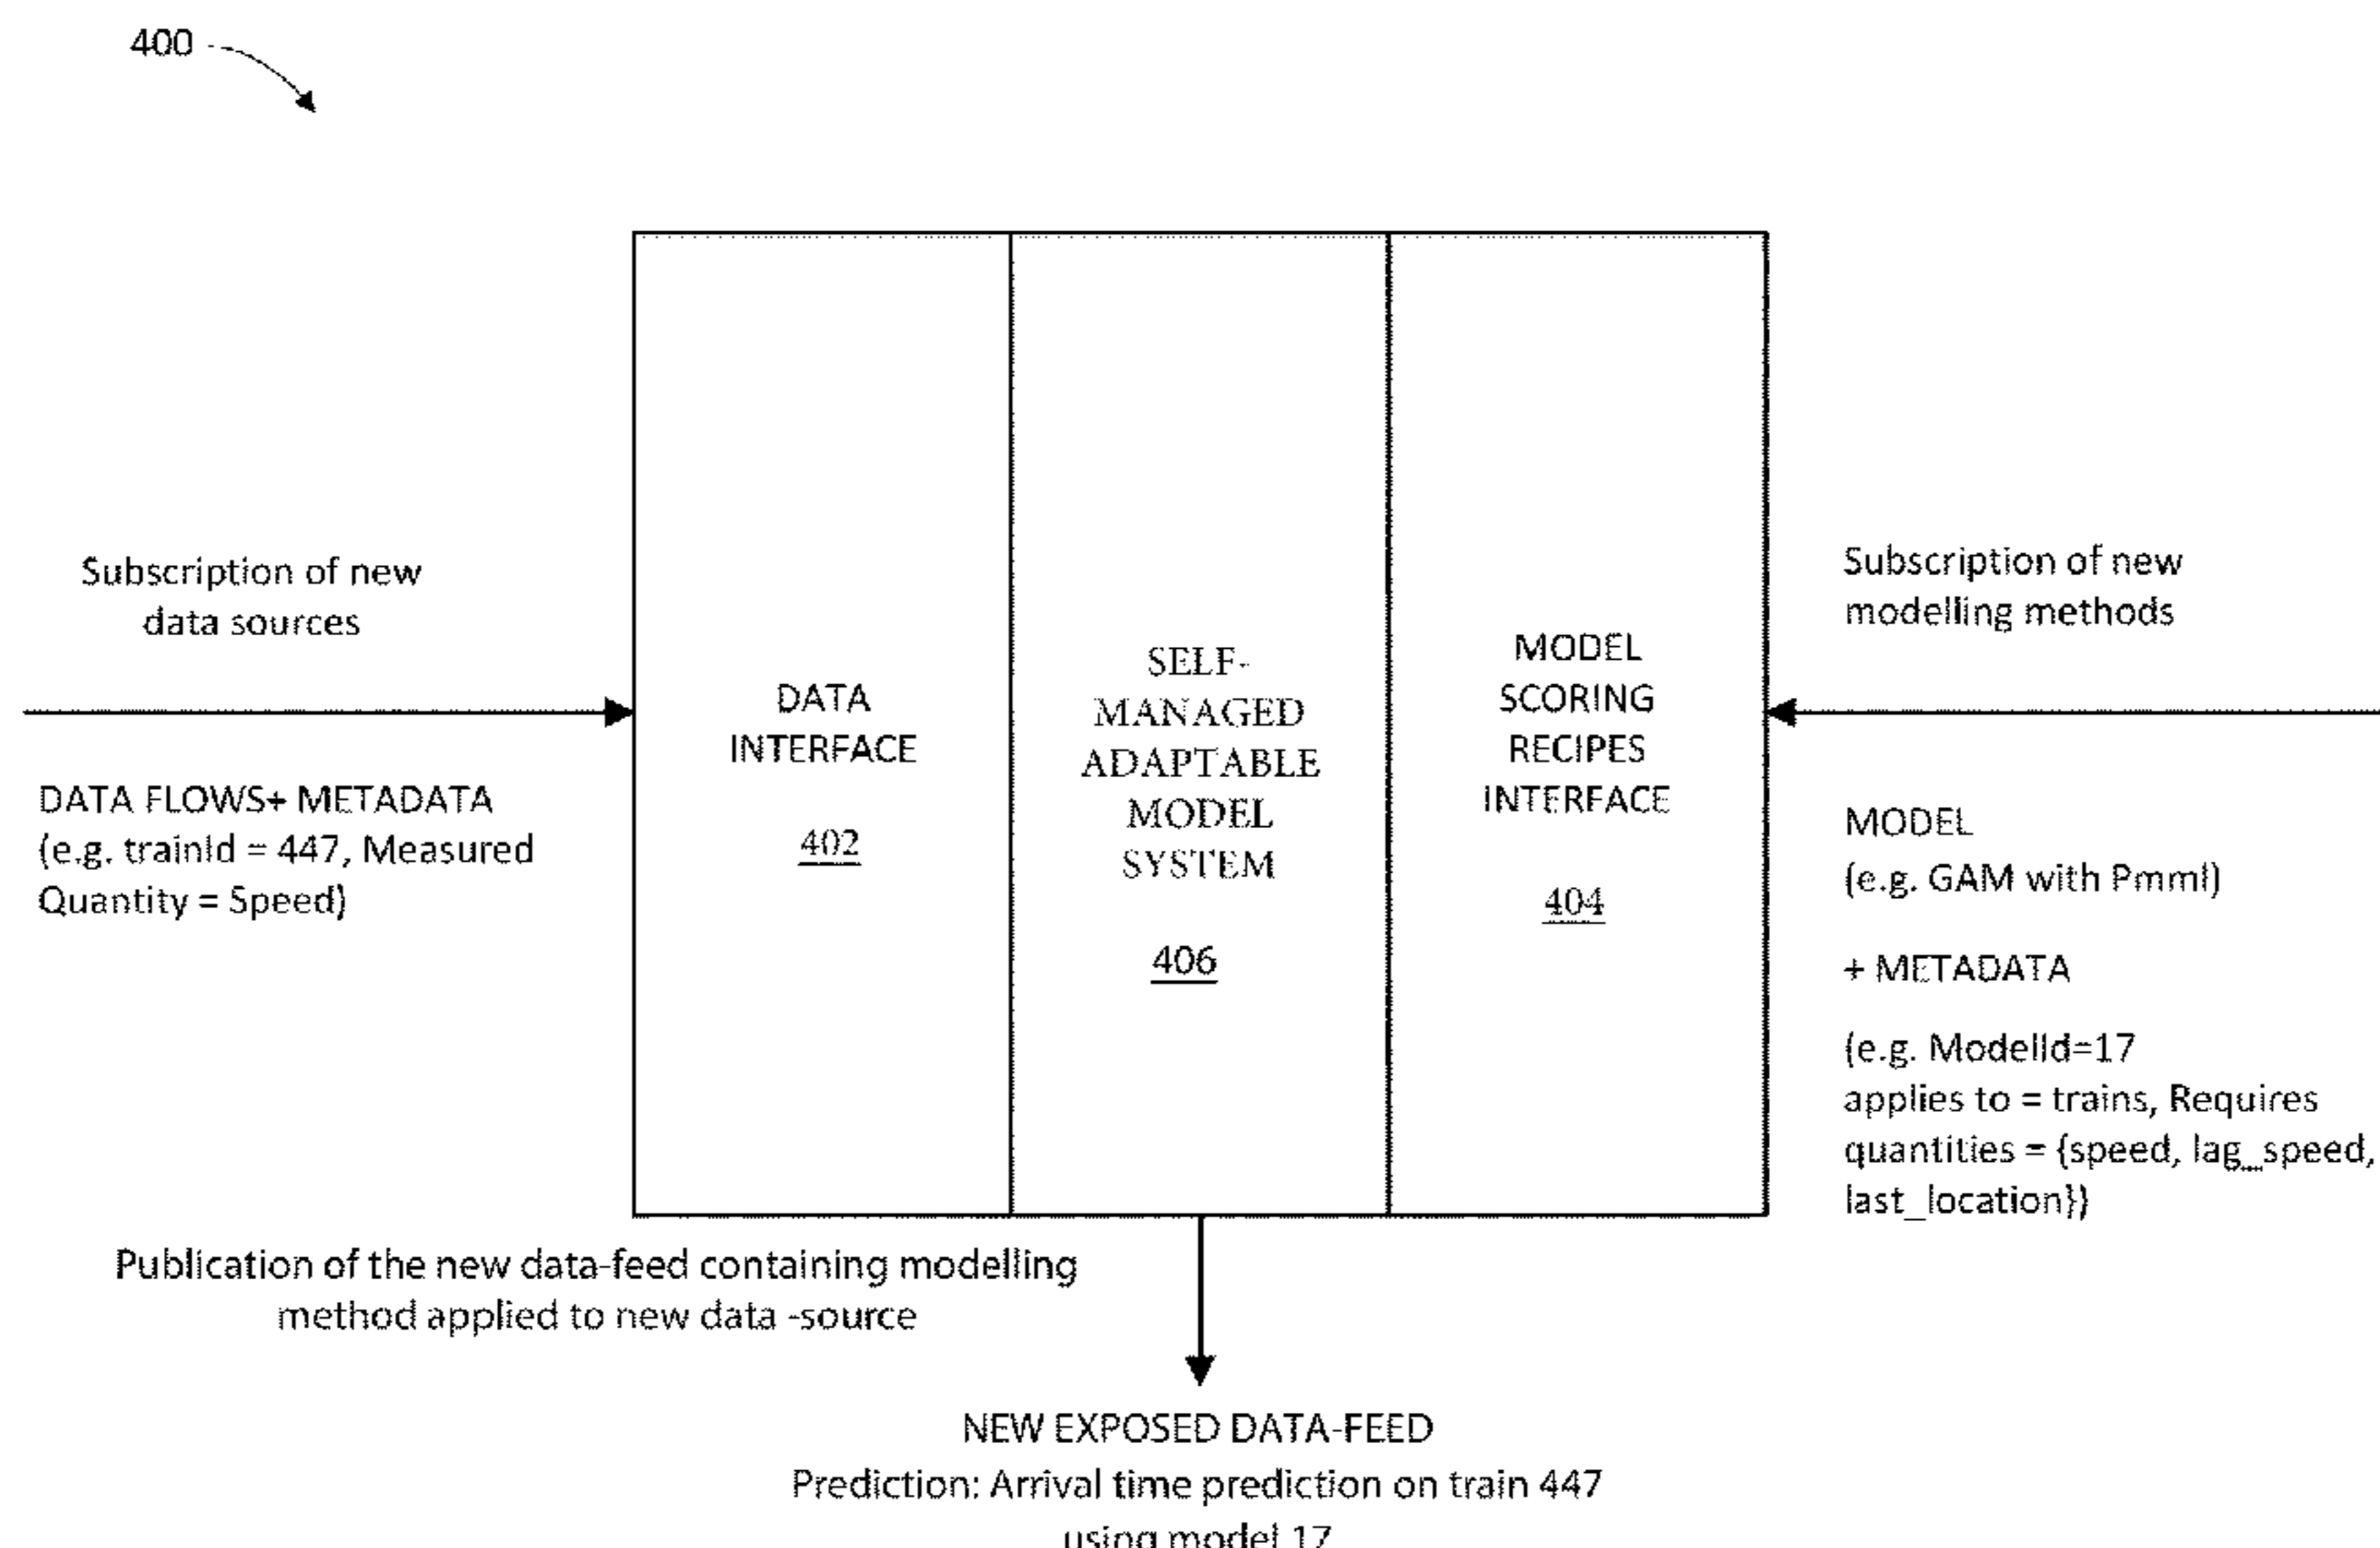 400
Subscription of new
data sources
DATA FLOWS+ METADATA
(e.g. trainId = 447, Measured
Quantity = Speed)
DATA
INTERFACE
402
SELF-
MANAGED
ADAPTABLE
MODEL
SYSTEM
406
MODEL
SCORING
RECIPES
INTERFACE
404
Subscription of new
modelling methods
MODEL
(e.g. GAM with Pmml)
+ METADATA
(e.g. ModelId=17
applies to = trains, Requires
quantities = {speed, lag_speed,
last_location})
Publication of the new data-feed containing modelling
method applied to new data -source
NEW EXPOSED DATA-FEED
Prediction: Arrival time prediction on train 447
using model 17